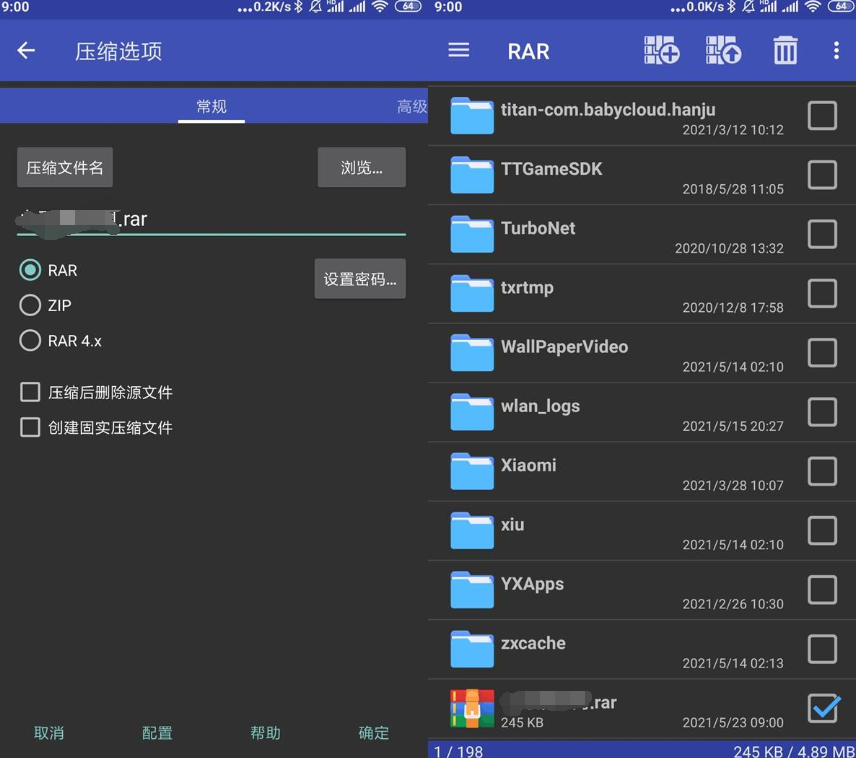 9:00
...0.2K/s HD 64
压缩选项
常规
高级
压缩文件名
浏览...
.rar
RAR
设置密码...
ZIP
RAR 4.x
压缩后删除源文件
创建固实压缩文件
取消
配置
帮助
确定
9:00
...0.0K/s HD 64
RAR
titan-com.babycloud.hanju
2021/3/12 10:12
TTGameSDK
2018/5/28 11:05
TurboNet
2020/10/28 13:32
txrtmp
2020/12/8 17:58
WallPaperVideo
2021/5/14 02:10
wlan_logs
2021/5/15 20:27
Xiaomi
2021/3/28 10:07
xiu
2021/5/14 02:10
YXApps
2021/2/26 10:30
zxcache
2021/5/14 02:13
.rar
245 KB
2021/5/23 09:00
1 / 198
245 KB / 4.89 MB